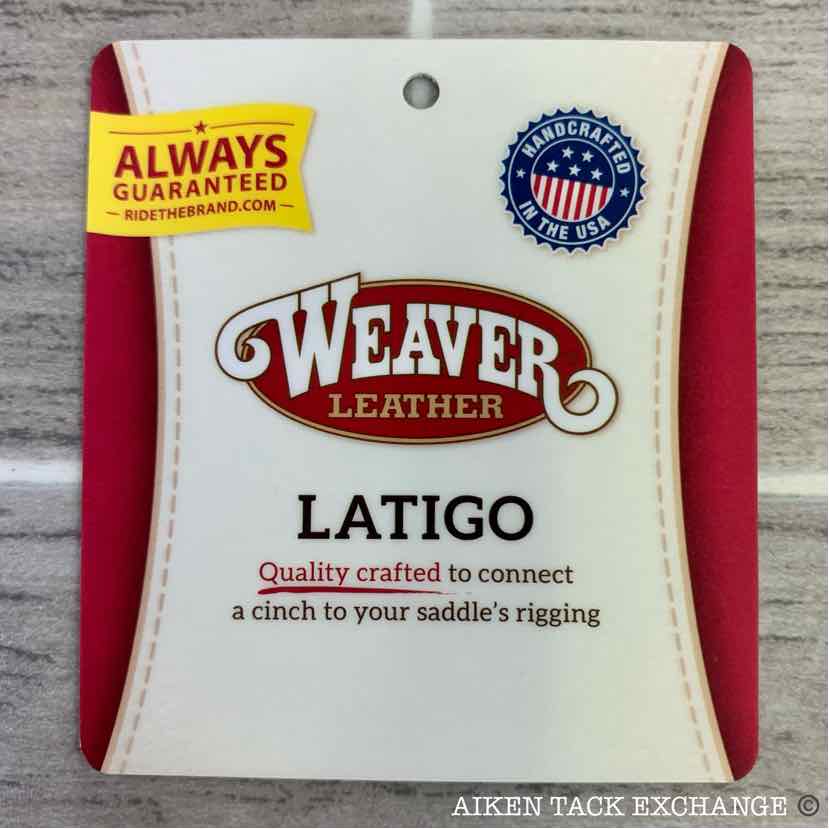 ALWAYS
GUARANTEED
RIDETHEBRAND.COM
HANDCRAFTED
IN THE USA
WEAVER
LEATHER
LATIGO
Quality crafted to connect
a cinch to your saddle's rigging
AIKEN TACK EXCHANGE ©